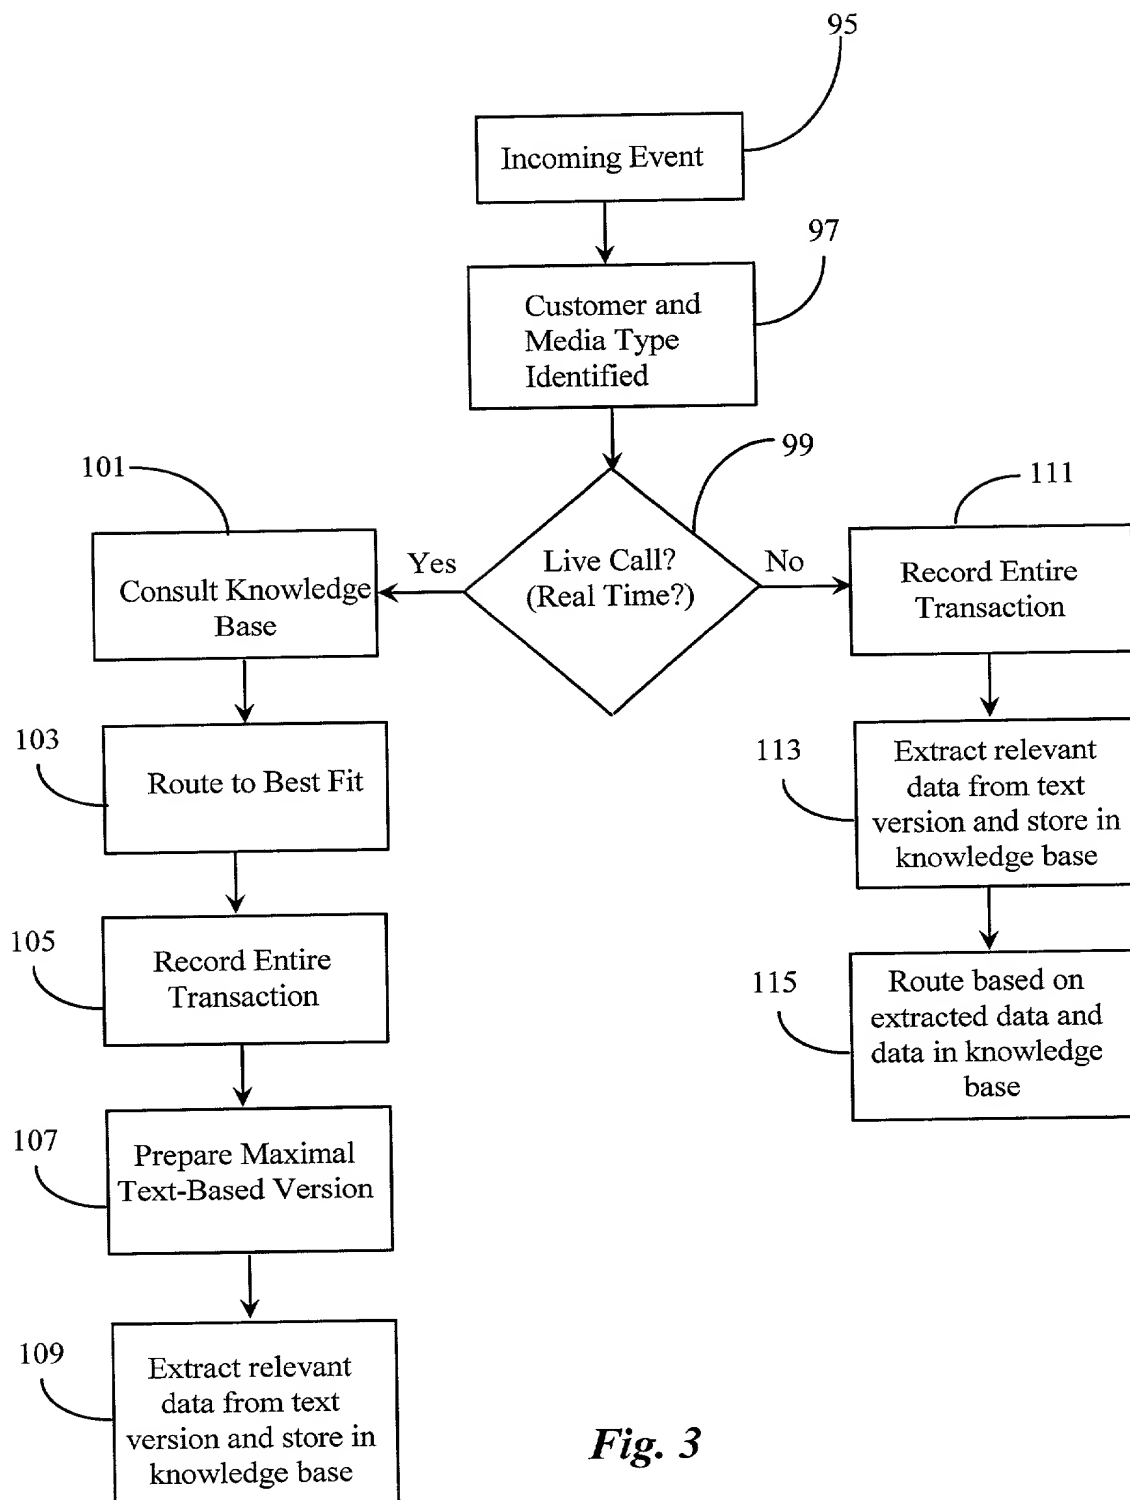 95
Incoming Event
97
Customer and
Media Type
Identified
99
Live Call?
(Real Time?)
Yes
No
101
Consult Knowledge
Base
103
Route to Best Fit
105
Record Entire
Transaction
107
Prepare Maximal
Text-Based Version
109
Extract relevant
data from text
version and store in
knowledge base
111
Record Entire
Transaction
113
Extract relevant
data from text
version and store in
knowledge base
115
Route based on
extracted data and
data in knowledge
base
Fig. 3